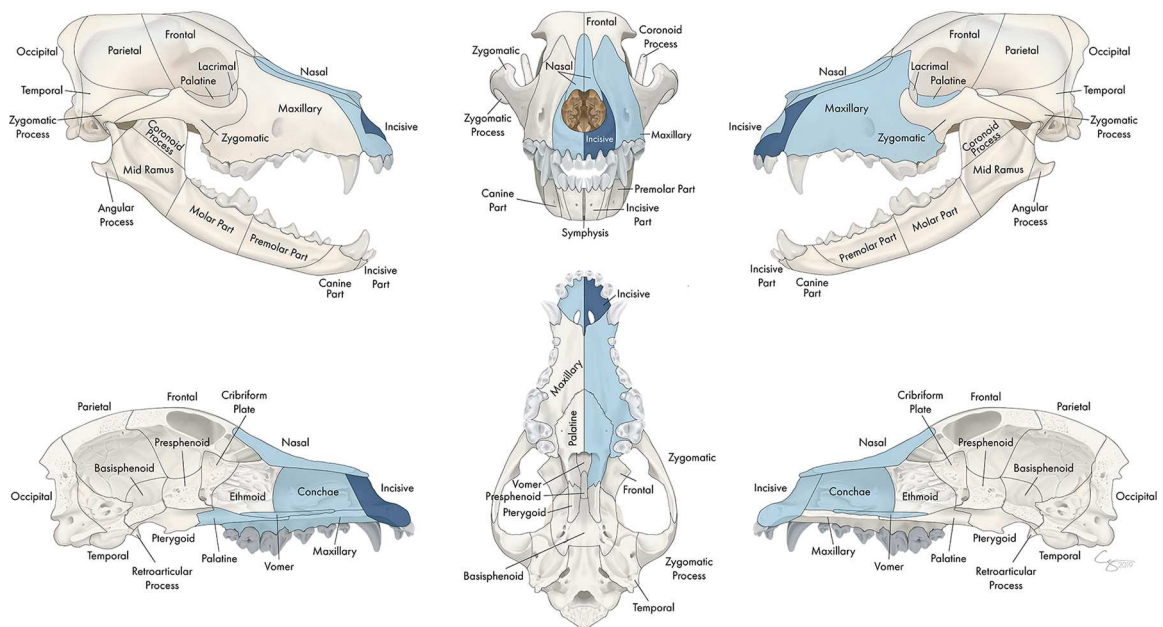 Occipital
Parietal
Frontal
Lacrimal
Palatine
Nasal
Temporal
Zygomatic Process
Zygomatic
Maxillary
Incisive
Coronoid Process
Mid Ramus
Angular Process
Molar Part
Premolar Part
Canine Part
Incisive Part
Frontal
Coronoid Process
Zygomatic
Nasal
Zygomatic Process
Incisive
Maxillary
Canine Part
Premolar Part
Incisive Part
Symphysis
Frontal
Parietal
Nasal
Lacrimal
Palatine
Occipital
Maxillary
Temporal
Incisive
Zygomatic
Zygomatic Process
Coronoid Process
Mid Ramus
Angular Process
Molar Part
Premolar Part
Incisive Part
Canine Part
Parietal
Frontal
Cribriform Plate
Presphenoid
Nasal
Basisphenoid
Occipital
Ethmoid
Conchae
Incisive
Temporal
Pterygoid
Palatine
Vomer
Maxillary
Retroarticular Process
Incisive
Maxillary
Palatine
Zygomatic
Vomer
Presphenoid
Pterygoid
Frontal
Basisphenoid
Zygomatic Process
Temporal
Cribriform Plate
Frontal
Parietal
Nasal
Presphenoid
Basisphenoid
Incisive
Conchae
Ethmoid
Occipital
Maxillary
Vomer
Palatine
Pterygoid
Temporal
Retroarticular Process